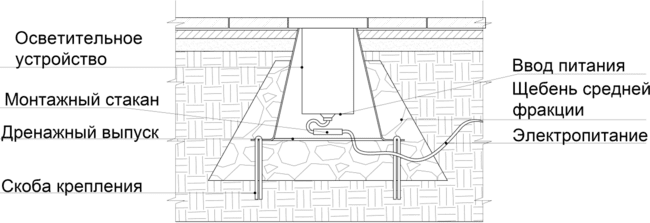 Осветительное
устройство
Монтажный стакан
Дренажный выпуск
Скоба крепления
Ввод питания
Щебень средней
фракции
Электропитание